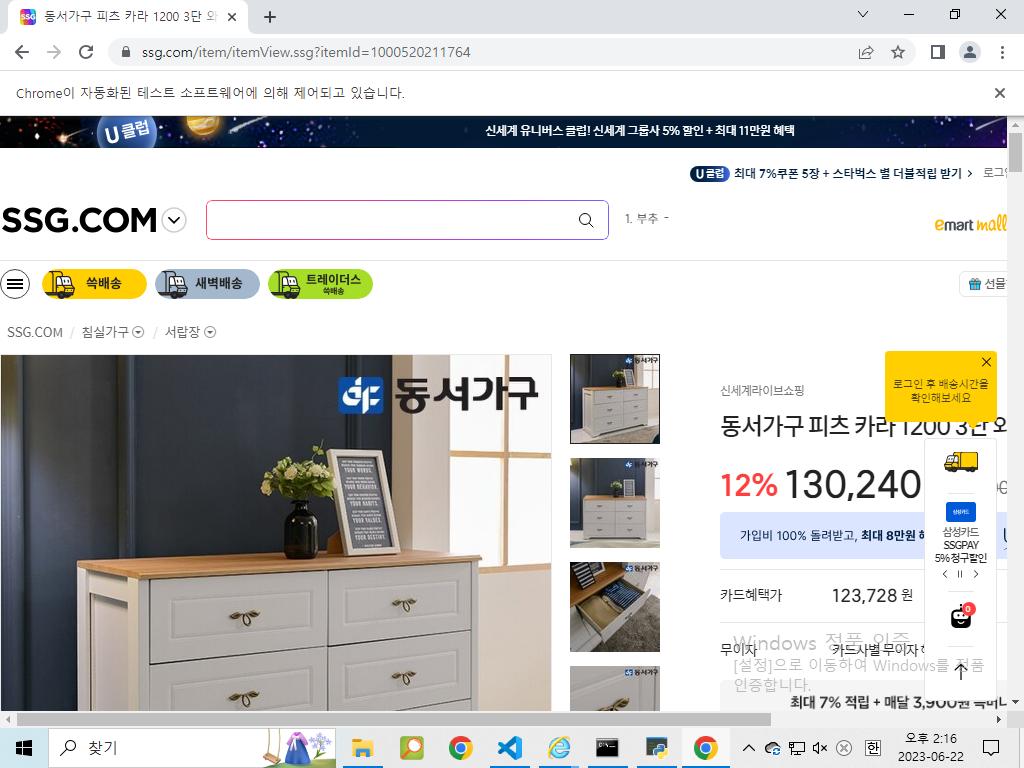 동서가구 피츠 카라 1200 3단 와
ssg.com/item/itemView.ssg?itemId=1000520211764
Chrome이 자동화된 테스트 소프트웨어에 의해 제어되고 있습니다.
U 클럽
신세계 유니버스 클럽! 신세계 그룹사 5% 할인 + 최대 11만원 혜택
U 클럽 최대 7%쿠폰 5장 + 스타벅스 별 더블적립 받기 >
로그인
SSG.COM
1. 부추 -
emart mall
쓱배송
새벽배송
트레이더스
쓱배송
선물
SSG.COM / 침실가구 / 서랍장
동서가구
신세계라이브쇼핑
로그인 후 배송시간을
확인해보세요
동서가구 피츠 카라 1200 3단 와
12% 130,240
가입비 100% 돌려받고, 최대 8만원 혜
삼성카드
삼성카드
SSGPAY
5% 청구할인
카드혜택가 123,728 원
0
무이자 카드사별 무이자
Windows 정품 인증
[설정]으로 이동하여 Windows를 정품
인증합니다.
최대 7% 적립 + 매달 3,900원 쓱머니
찾기
오후 2:16
2023-06-22
한